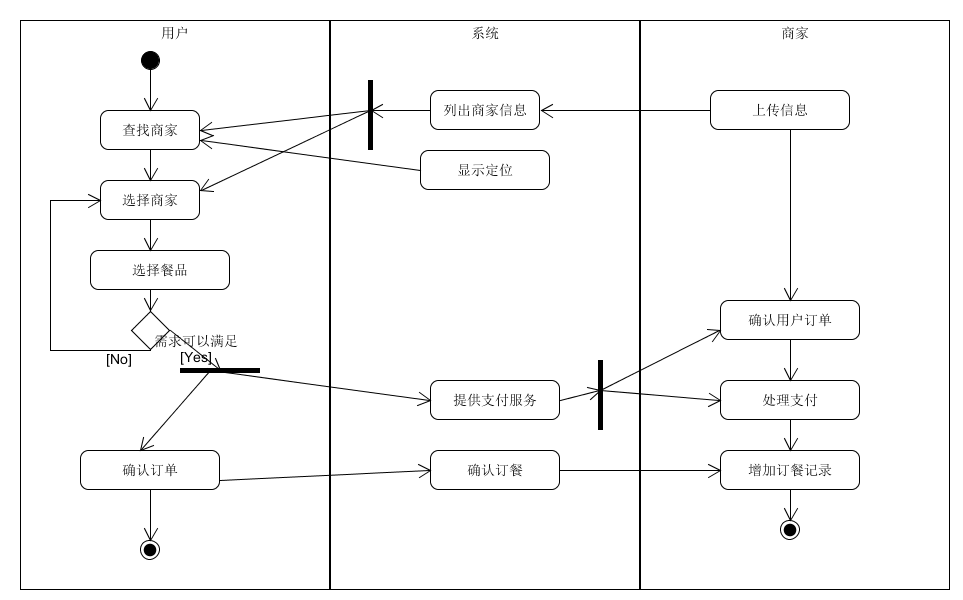 用户
系统
商家
查找商家
列出商家信息
上传信息
显示定位
选择商家
选择餐品
需求可以满足
[No]
[Yes]
确认用户订单
提供支付服务
处理支付
确认订单
确认订餐
增加订餐记录